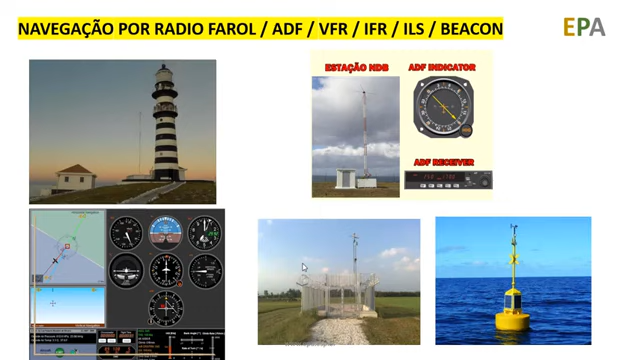 NAVEGAÇÃO POR RADIO FAROL / ADF / VFR / IFR / ILS / BEACON
EPA
ESTAÇÃO NDB
ADF INDICATOR
ADF RECEIVER